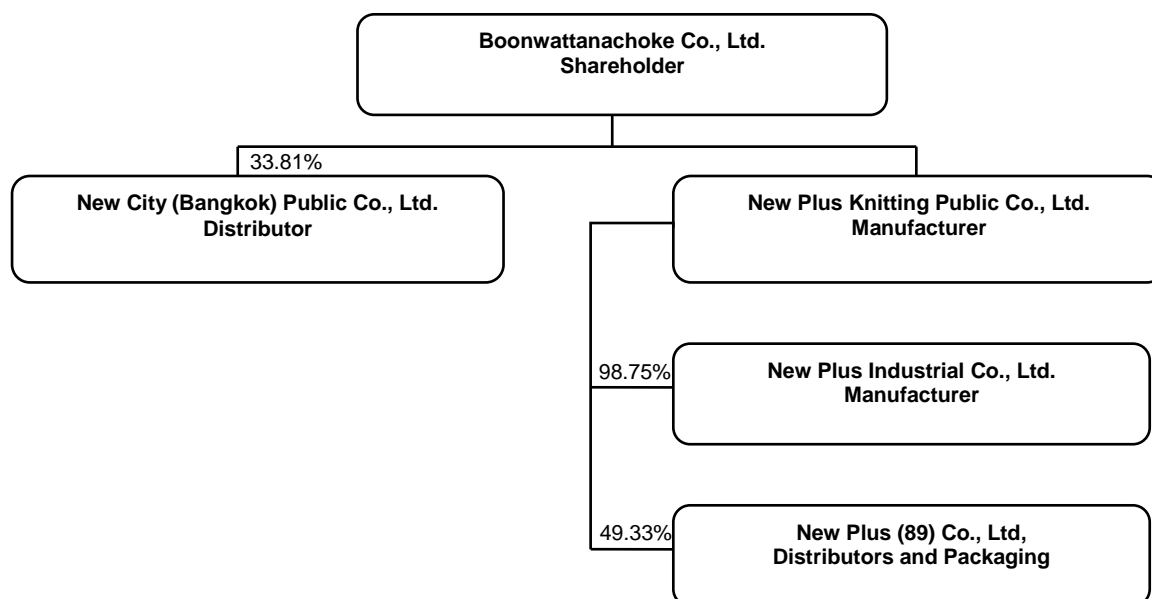 Boonwattanachoke Co., Ltd.
Shareholder
33.81%
New City (Bangkok) Public Co., Ltd.
Distributor
New Plus Knitting Public Co., Ltd.
Manufacturer
98.75%
New Plus Industrial Co., Ltd.
Manufacturer
49.33%
New Plus (89) Co., Ltd,
Distributors and Packaging